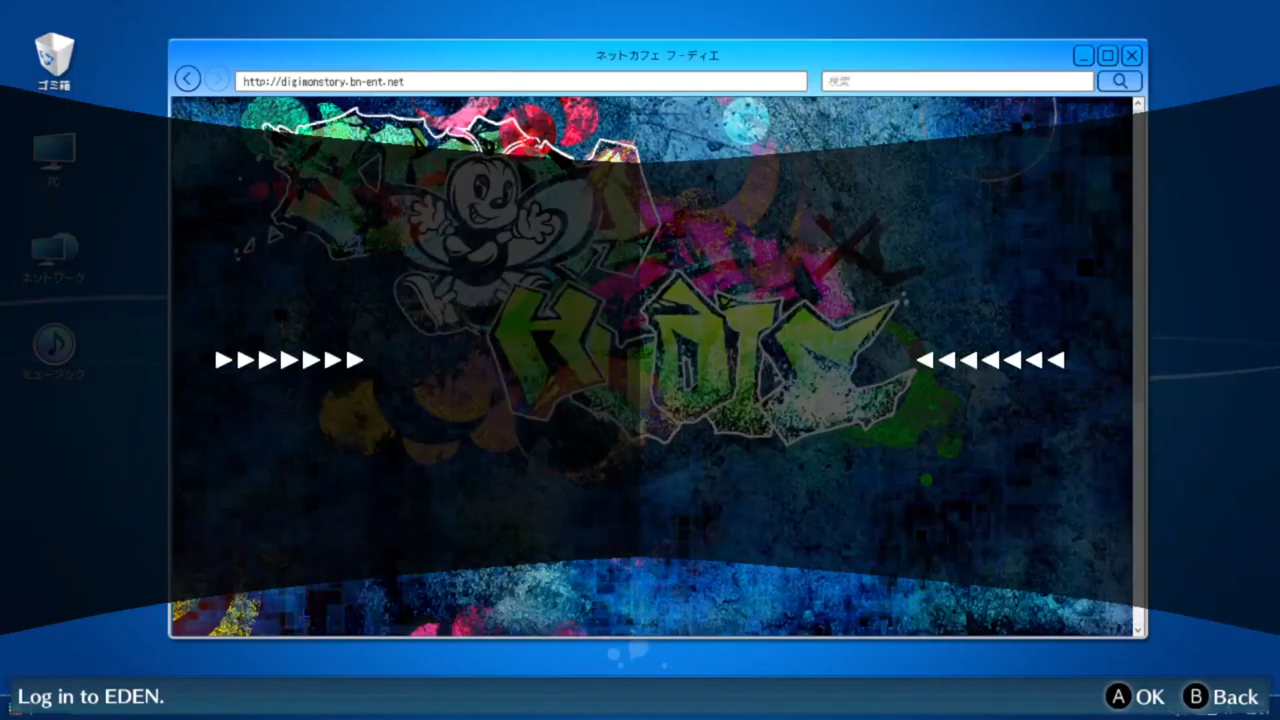 ネットカフェ フーディエ
http://digimonstory.bn-ent.net
検索
ゴミ箱
PC
ネットワーク
ミュージック
Log in to EDEN.
A OK B Back